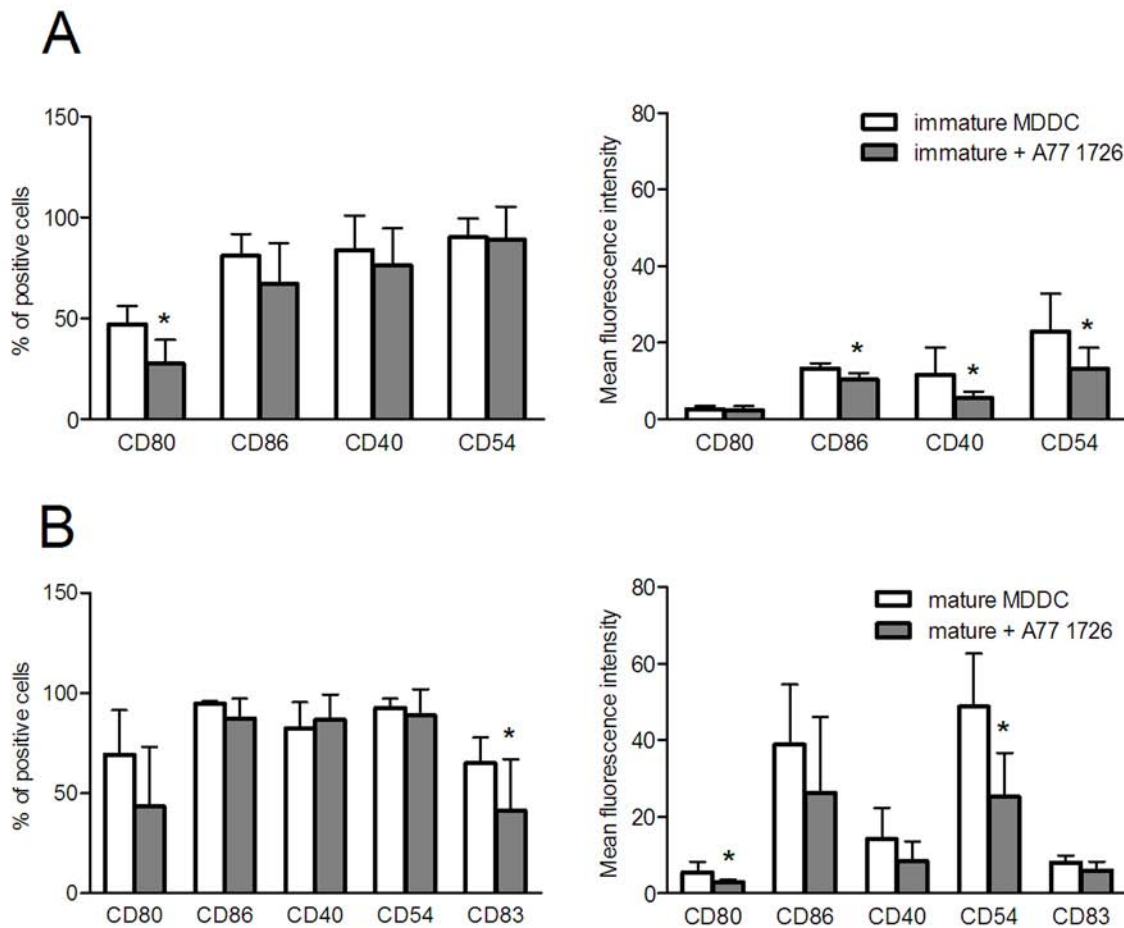 A
% of positive cells
150
100
50
0
*
CD80 CD86 CD40 CD54
Mean fluorescence intensity
80
60
40
20
0
immature MDDC
immature + A77 1726
* * *
CD80 CD86 CD40 CD54
B
% of positive cells
150
100
50
0
*
CD80 CD86 CD40 CD54 CD83
Mean fluorescence intensity
80
60
40
20
0
mature MDDC
mature + A77 1726
* *
CD80 CD86 CD40 CD54 CD83